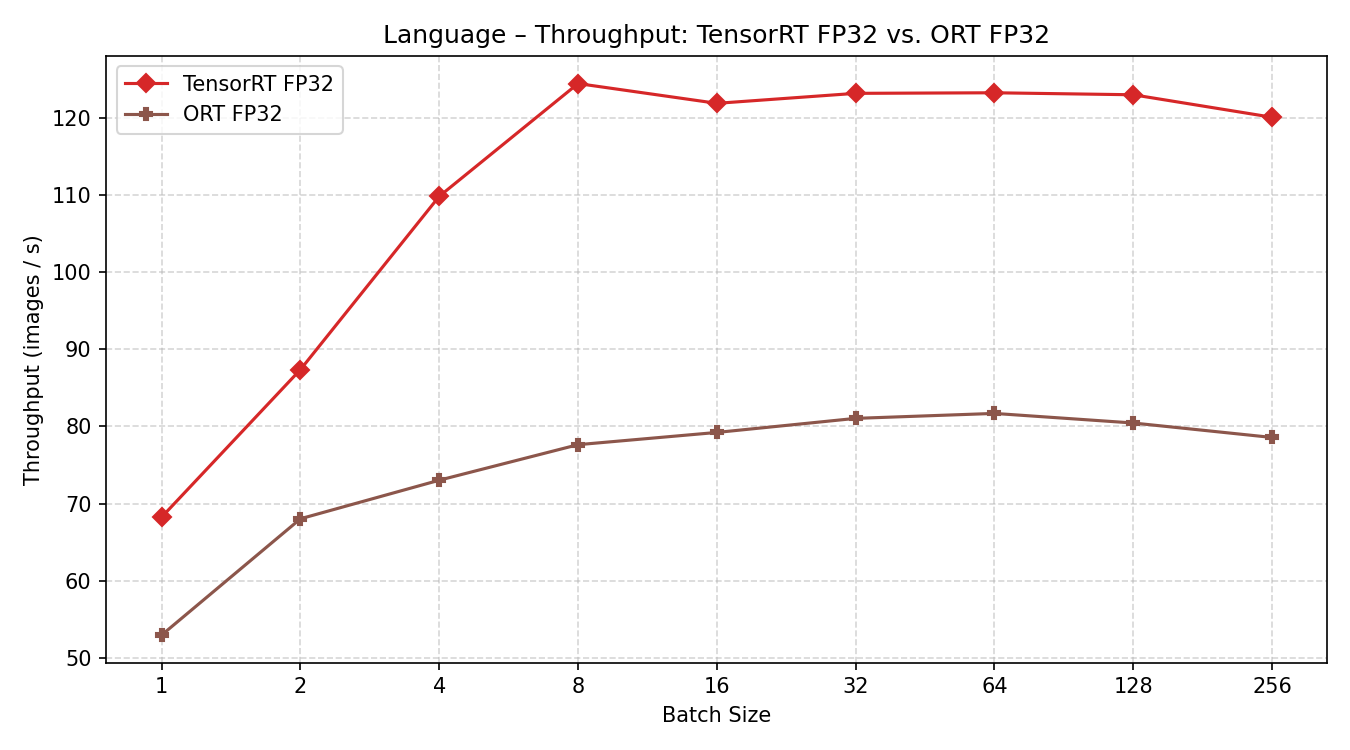 Language – Throughput: TensorRT FP32 vs. ORT FP32
TensorRT FP32
ORT FP32
Throughput (images / s)
120
110
100
90
80
70
60
50
1 2 4 8 16 32 64 128 256
Batch Size